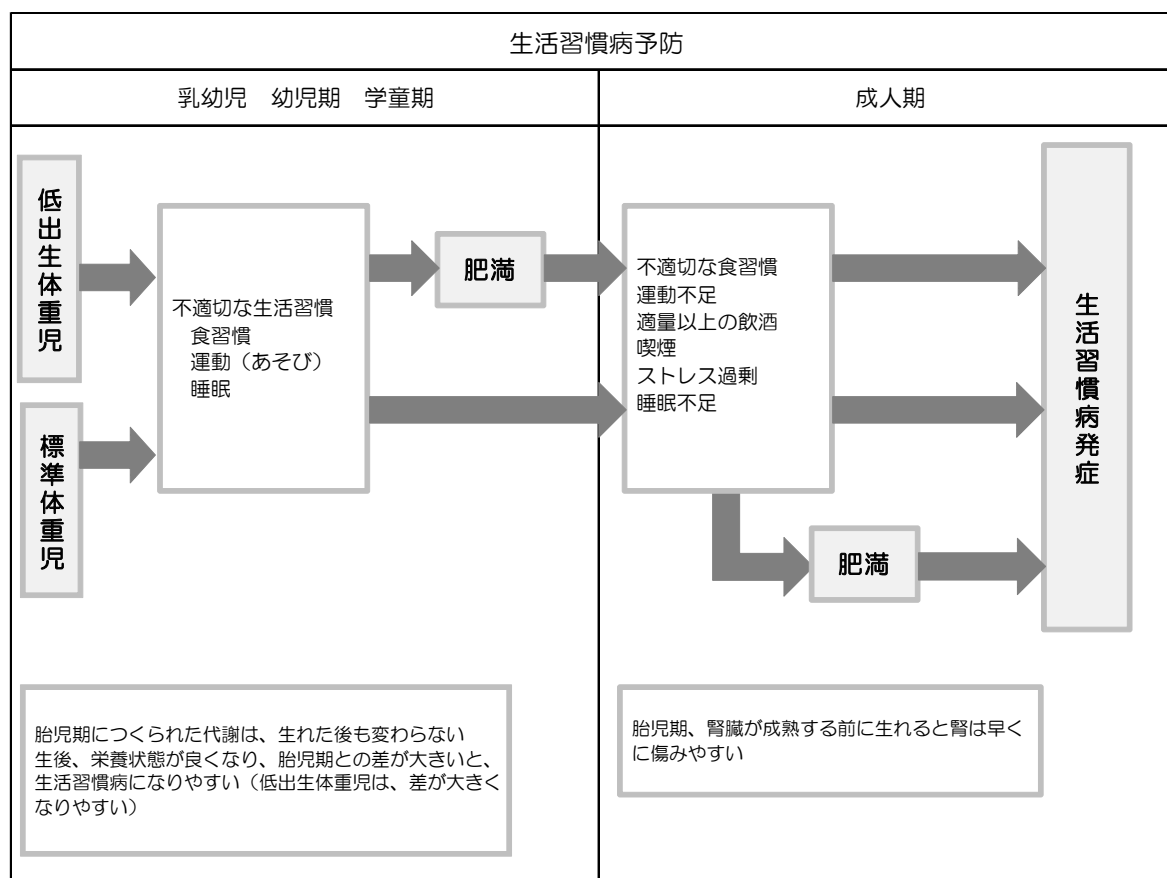 生活習慣病予防
乳幼児　幼児期　学童期
成人期
低出生体重児
標準体重児
不適切な生活習慣
食習慣
運動（あそび）
睡眠
肥満
不適切な食習慣
運動不足
適量以上の飲酒
喫煙
ストレス過剰
睡眠不足
肥満
生活習慣病発症
胎児期につくられた代謝は、生れた後も変わらない
生後、栄養状態が良くなり、胎児期との差が大きいと、
生活習慣病になりやすい（低出生体重児は、差が大きく
なりやすい）
胎児期、腎臓が成熟する前に生れると腎は早く
に傷みやすい